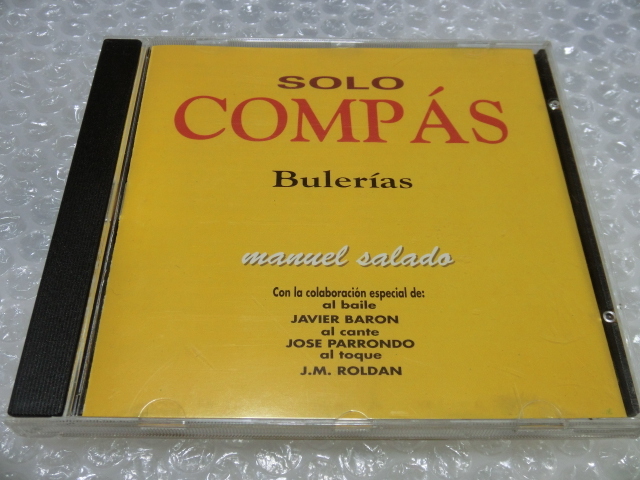 SOLO
COMPÁS
Bulerías
manuel salado
Con la colaboración especial de:
al baile
JAVIER BARON
al cante
JOSE PARRONDO
al toque
J.M. ROLDAN